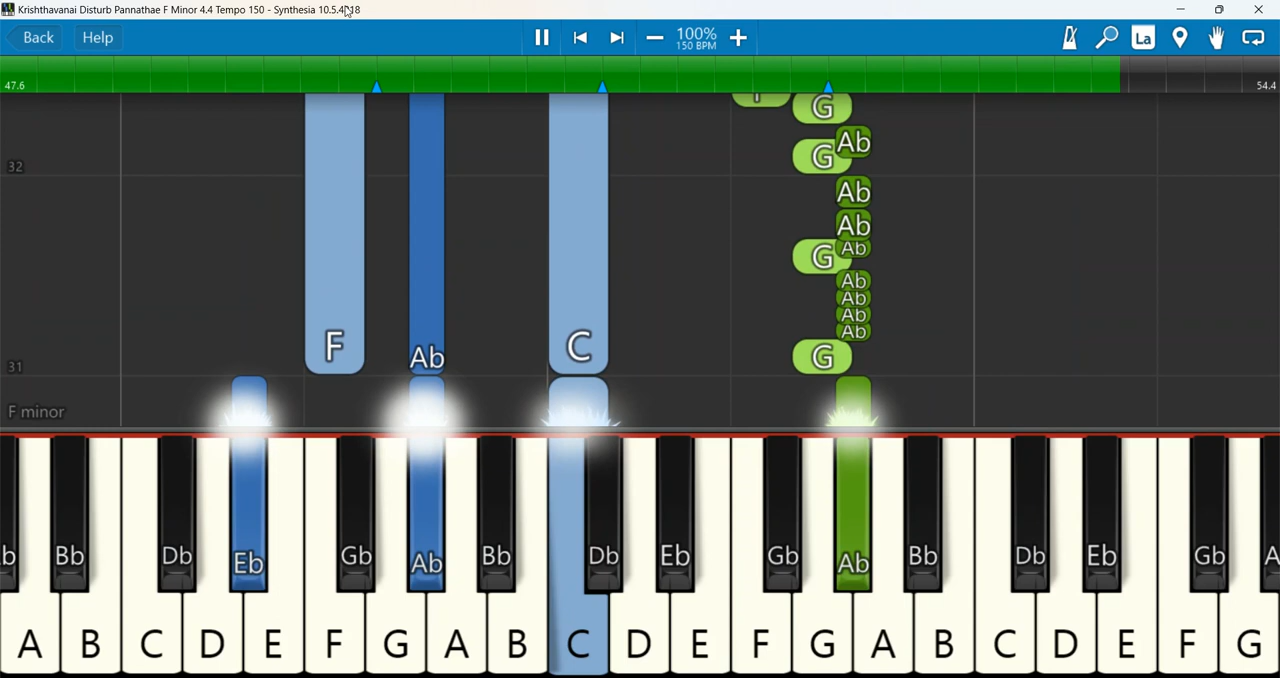 Krishthavanai Disturb Pannathae F Minor 4.4 Tempo 150 - Synthesia 10.5.4218
Back Help 100% La
150 BPM
47.6 54.4
F G
Ab
32 G
Ab
Ab
G Ab
Ab
Ab
Ab
Ab
F Ab C G
31
F minor
b Bb Db Eb Gb Ab Bb Db Eb Gb Ab Bb Db Eb Gb A
A B C D E F G A B C D E F G A B C D E F G